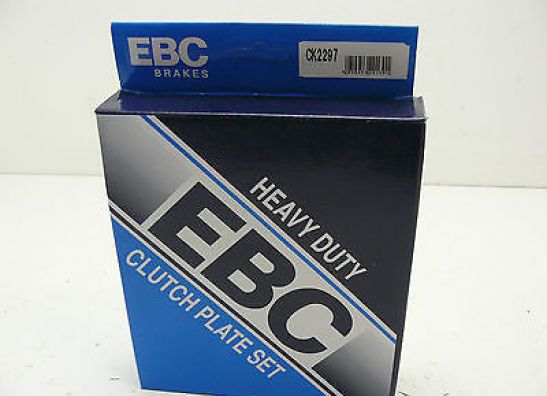 EBC
BRAKES
CK2297
HEAVY DUTY
EBC
CLUTCH PLATE SET